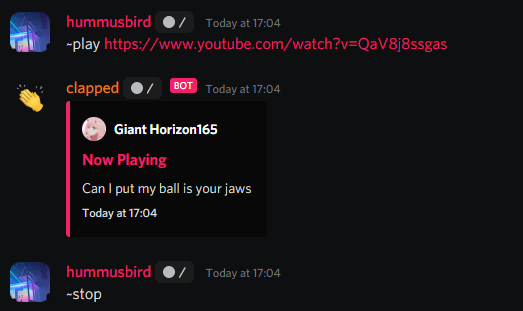 hummusbird / Today at 17:04
~play https://www.youtube.com/watch?v=QaV8j8ssgas
clapped / BOT Today at 17:04
Giant Horizon165
Now Playing
Can I put my ball is your jaws
Today at 17:04
hummusbird / Today at 17:04
~stop